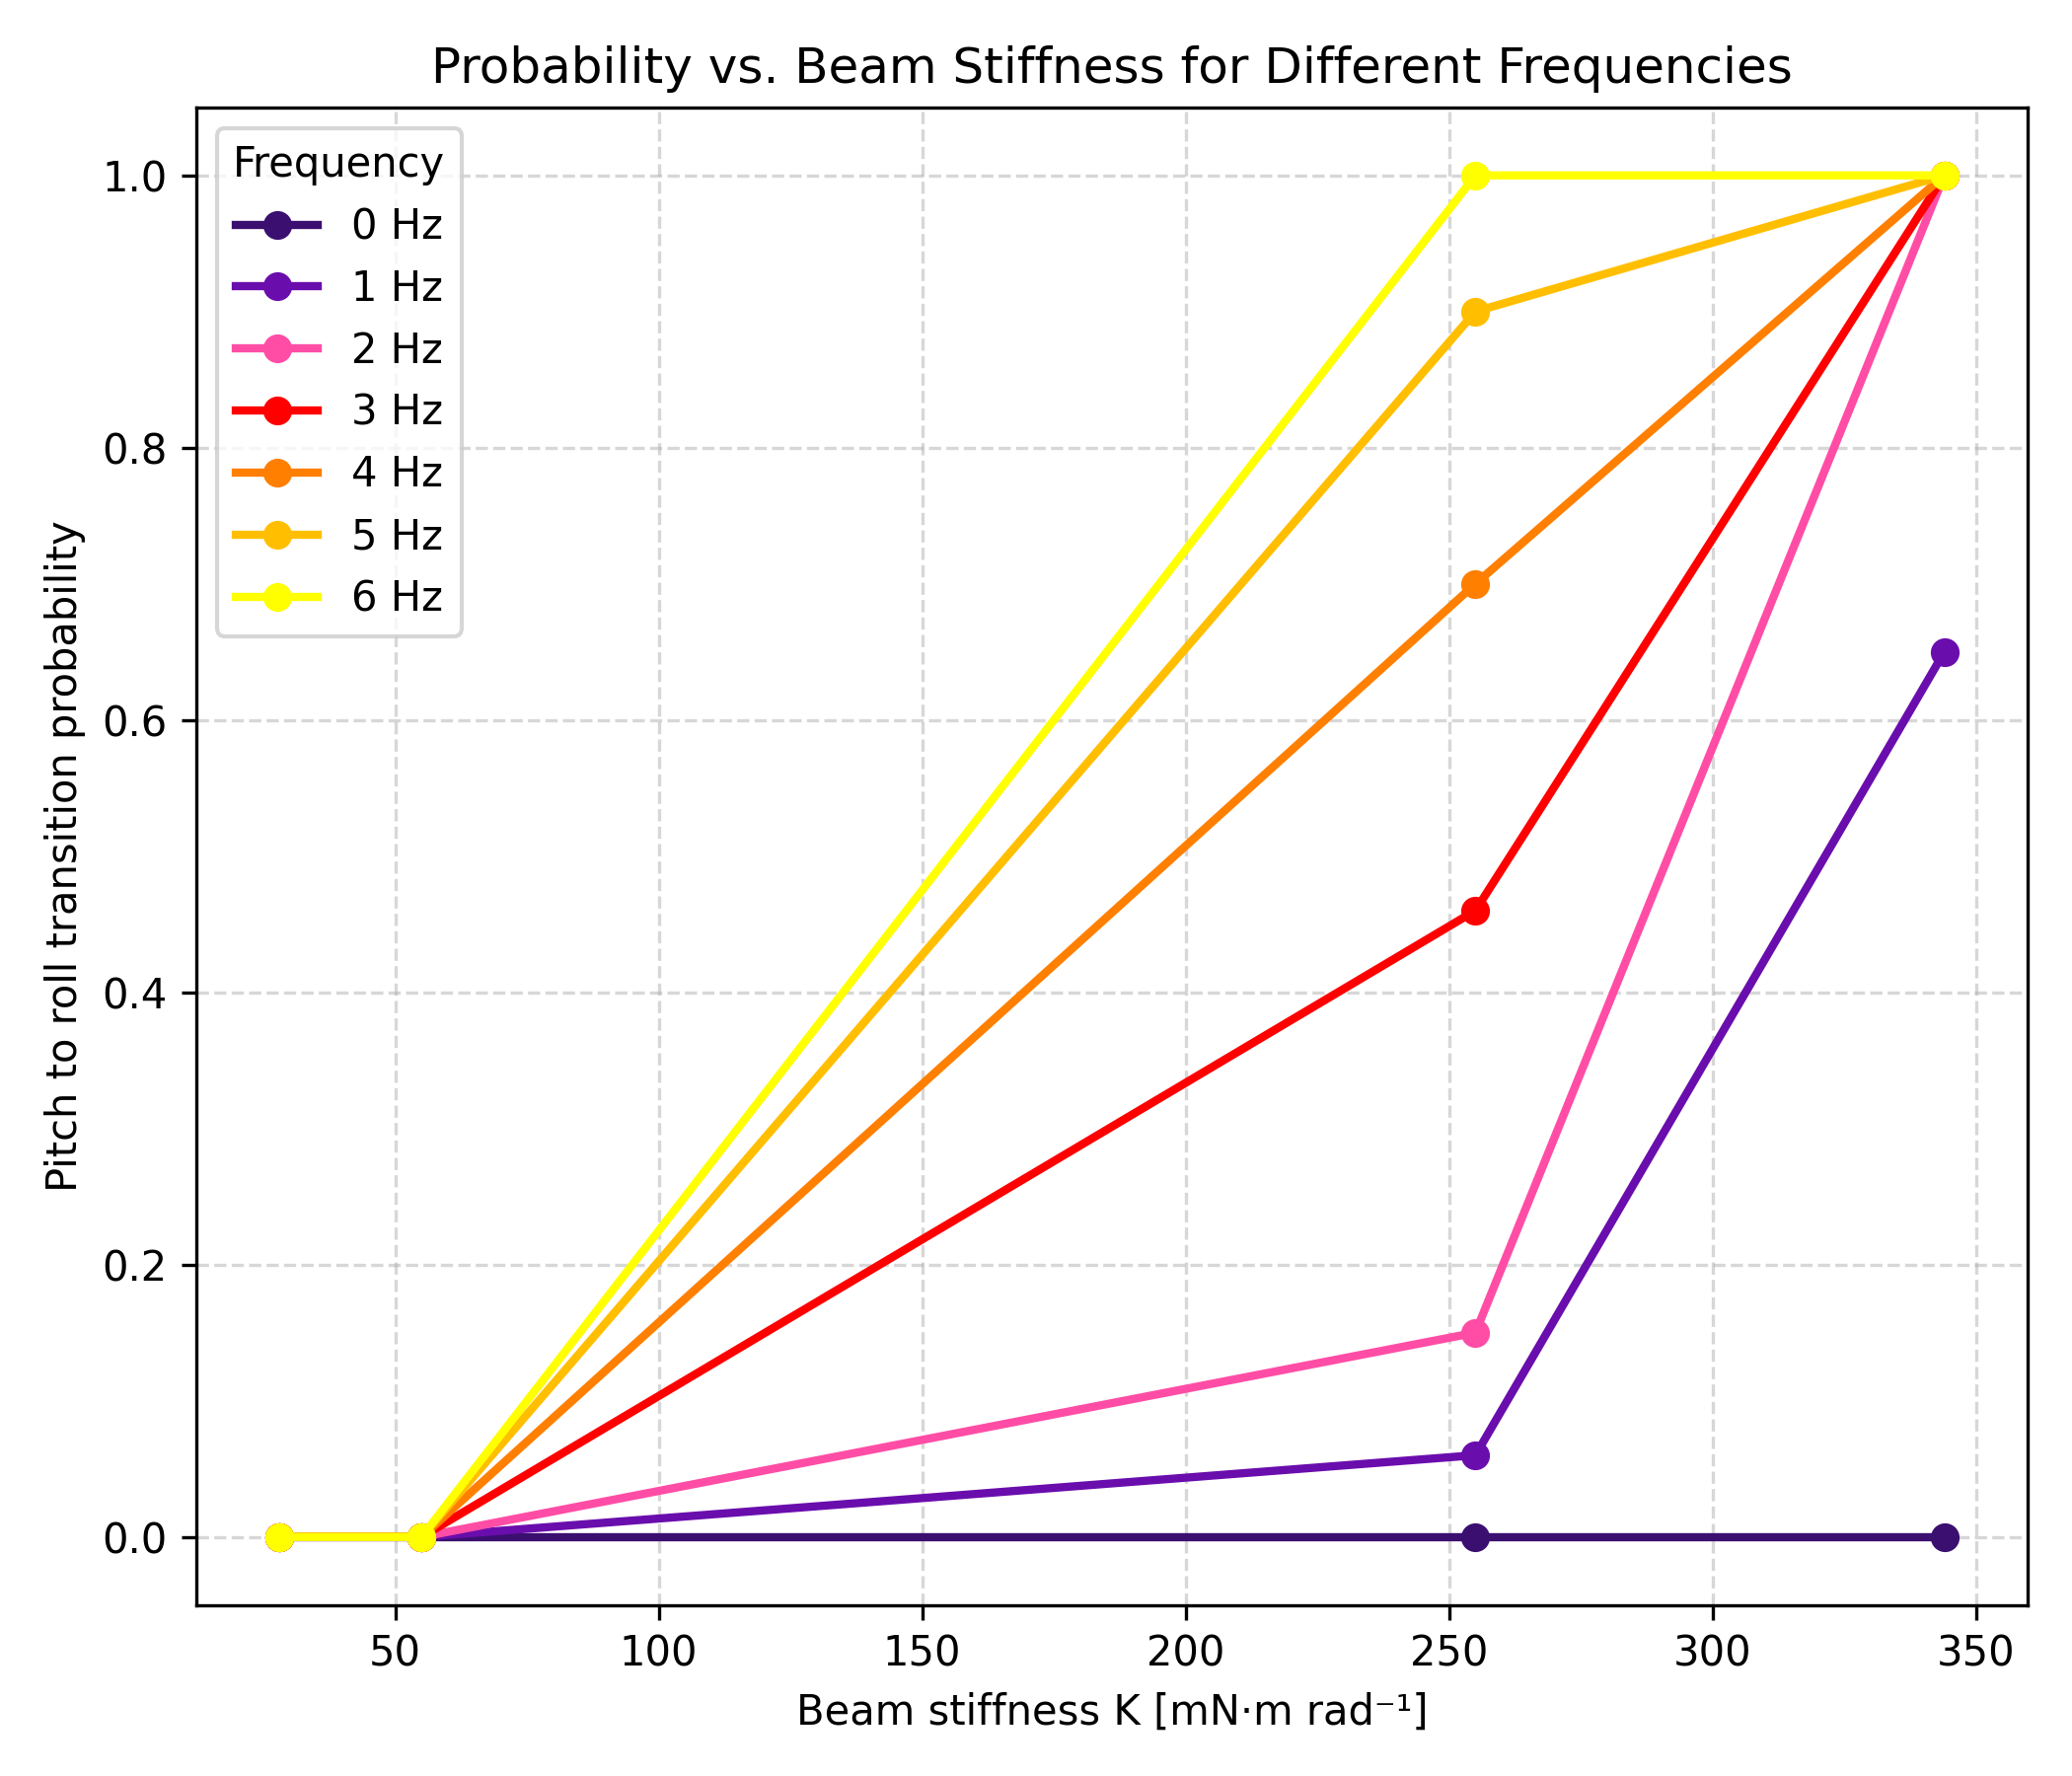 Probability vs. Beam Stiffness for Different Frequencies
Frequency
0 Hz
1 Hz
2 Hz
3 Hz
4 Hz
5 Hz
6 Hz
Pitch to roll transition probability
1.0
0.8
0.6
0.4
0.2
0.0
50 100 150 200 250 300 350
Beam stiffness K [mN·m rad⁻¹]